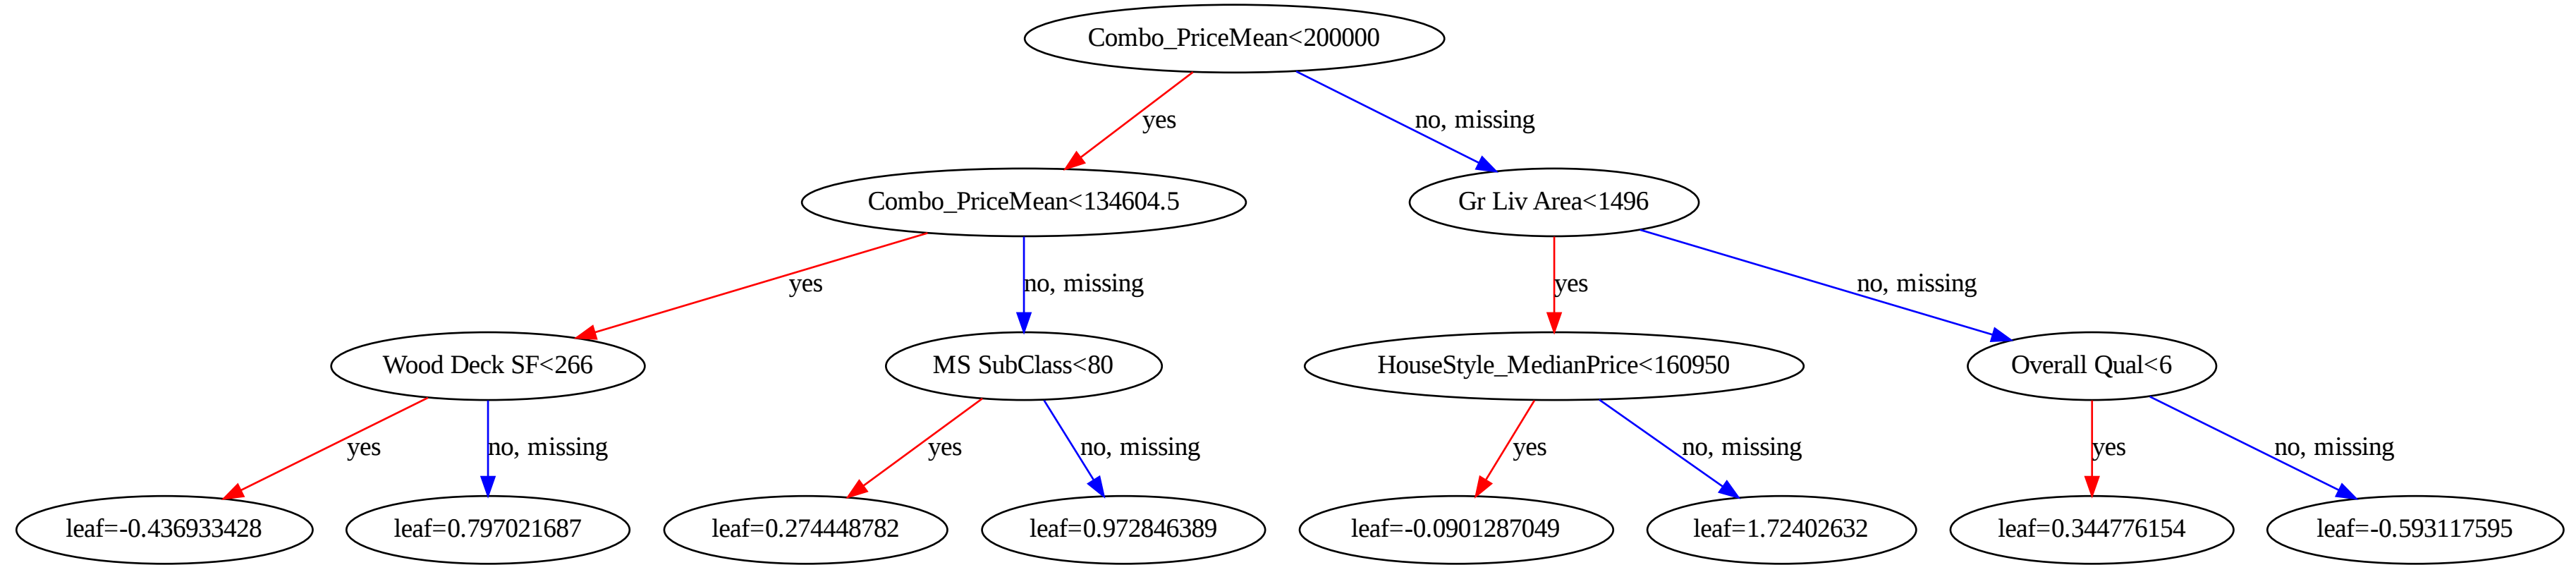 Combo_PriceMean<200000
yes
no, missing
Combo_PriceMean<134604.5
Gr Liv Area<1496
yes
no, missing
yes
no, missing
Wood Deck SF<266
MS SubClass<80
HouseStyle_MedianPrice<160950
Overall Qual<6
yes
no, missing
yes
no, missing
yes
no, missing
yes
no, missing
leaf=-0.436933428
leaf=0.797021687
leaf=0.274448782
leaf=0.972846389
leaf=-0.0901287049
leaf=1.72402632
leaf=0.344776154
leaf=-0.593117595